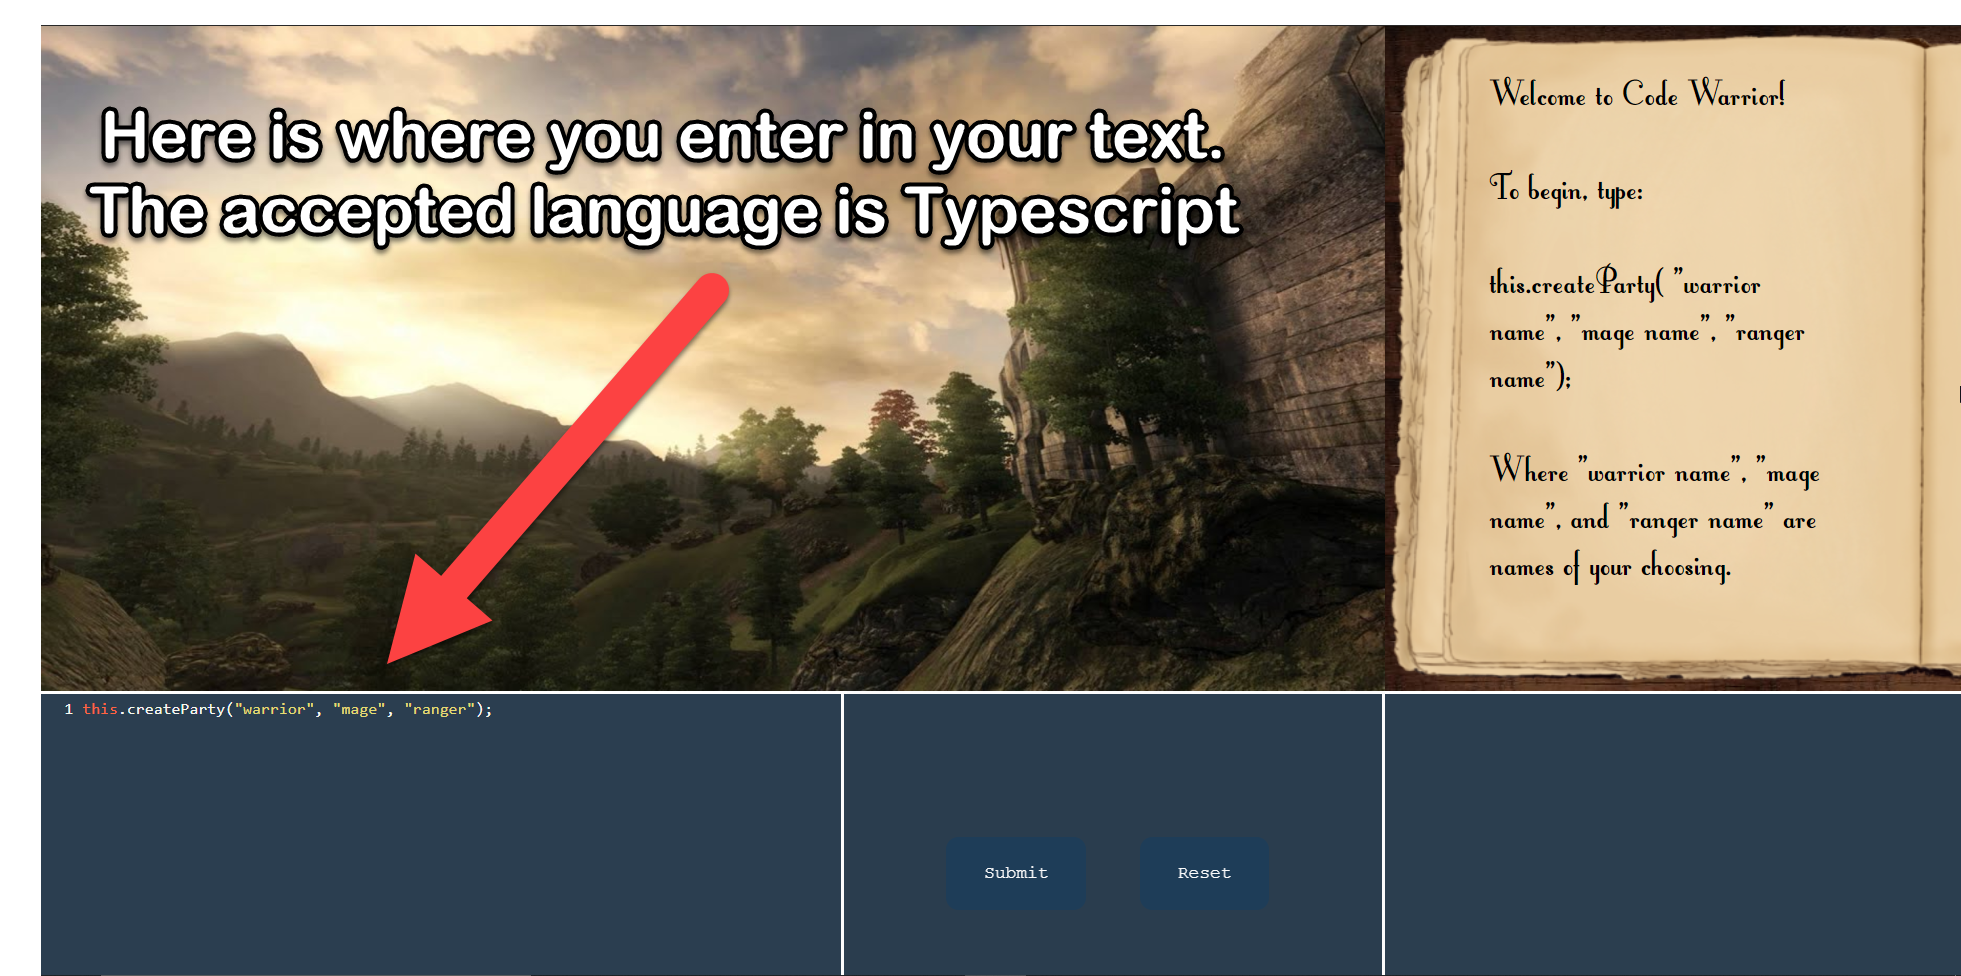 Here is where you enter in your text.
The accepted language is Typescript
Welcome to Code Warrior!
To begin, type:
this.createParty( "warrior
name", "mage name", "ranger
name");
Where "warrior name", "mage
name", and "ranger name" are
names of your choosing.
1 this.createParty("warrior", "mage", "ranger");
Submit
Reset